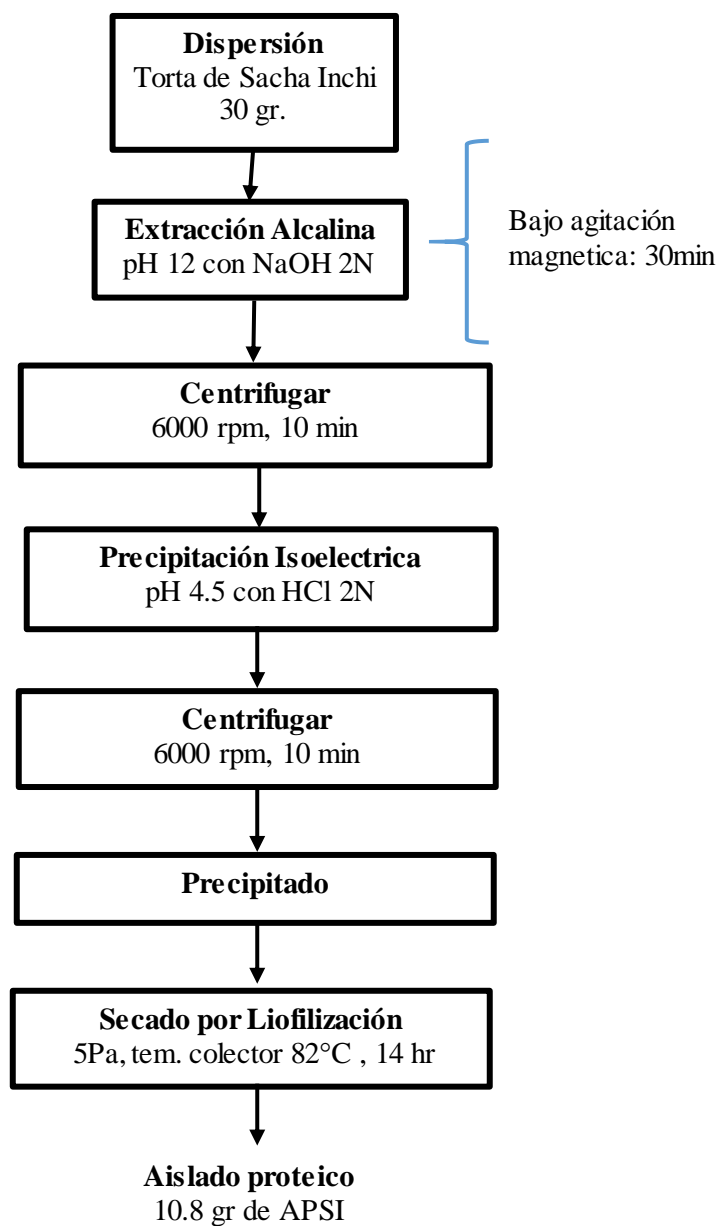 Dispersión
Torta de Sacha Inchi
30 gr.
Extracción Alcalina
pH 12 con NaOH 2N
Bajo agitación
magnetica: 30min
Centrifugar
6000 rpm, 10 min
Precipitación Isoelectrica
pH 4.5 con HCl 2N
Centrifugar
6000 rpm, 10 min
Precipitado
Secado por Liofilización
5Pa, tem. colector 82°C , 14 hr
Aislado proteico
10.8 gr de APSI